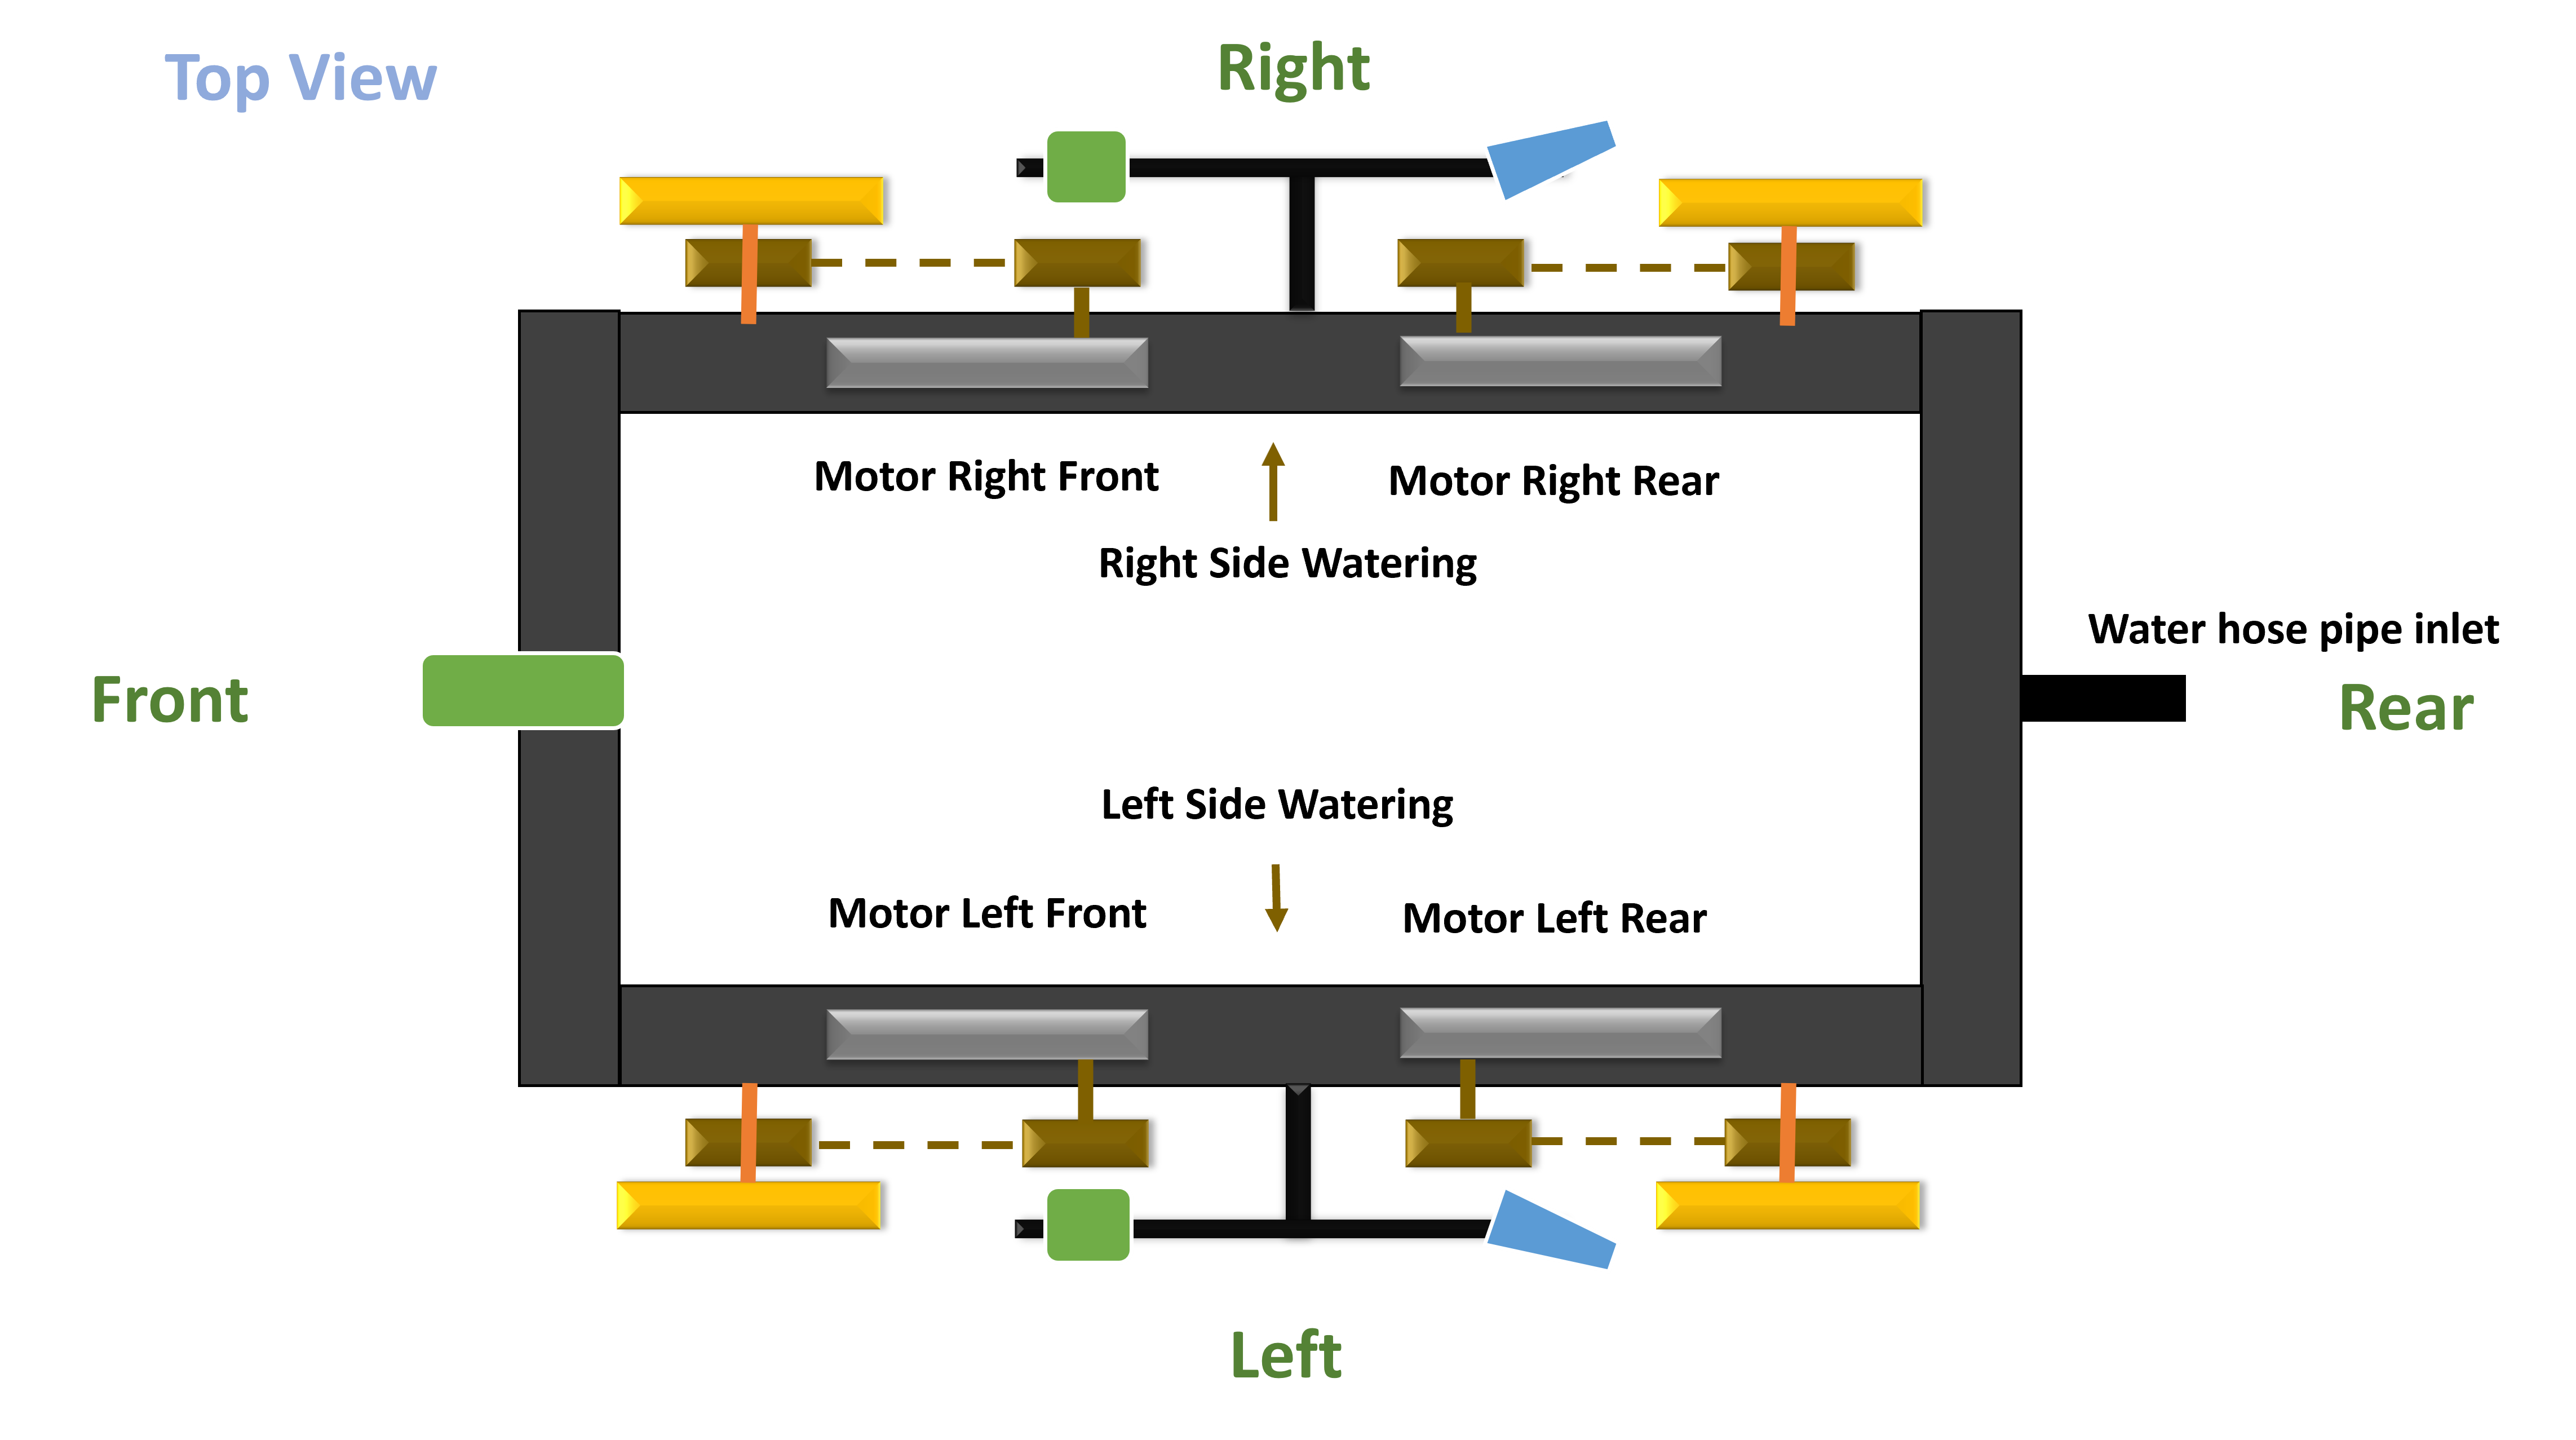 Top View
Right
Motor Right Front
Motor Right Rear
Right Side Watering
Water hose pipe inlet
Front
Rear
Left Side Watering
Motor Left Front
Motor Left Rear
Left